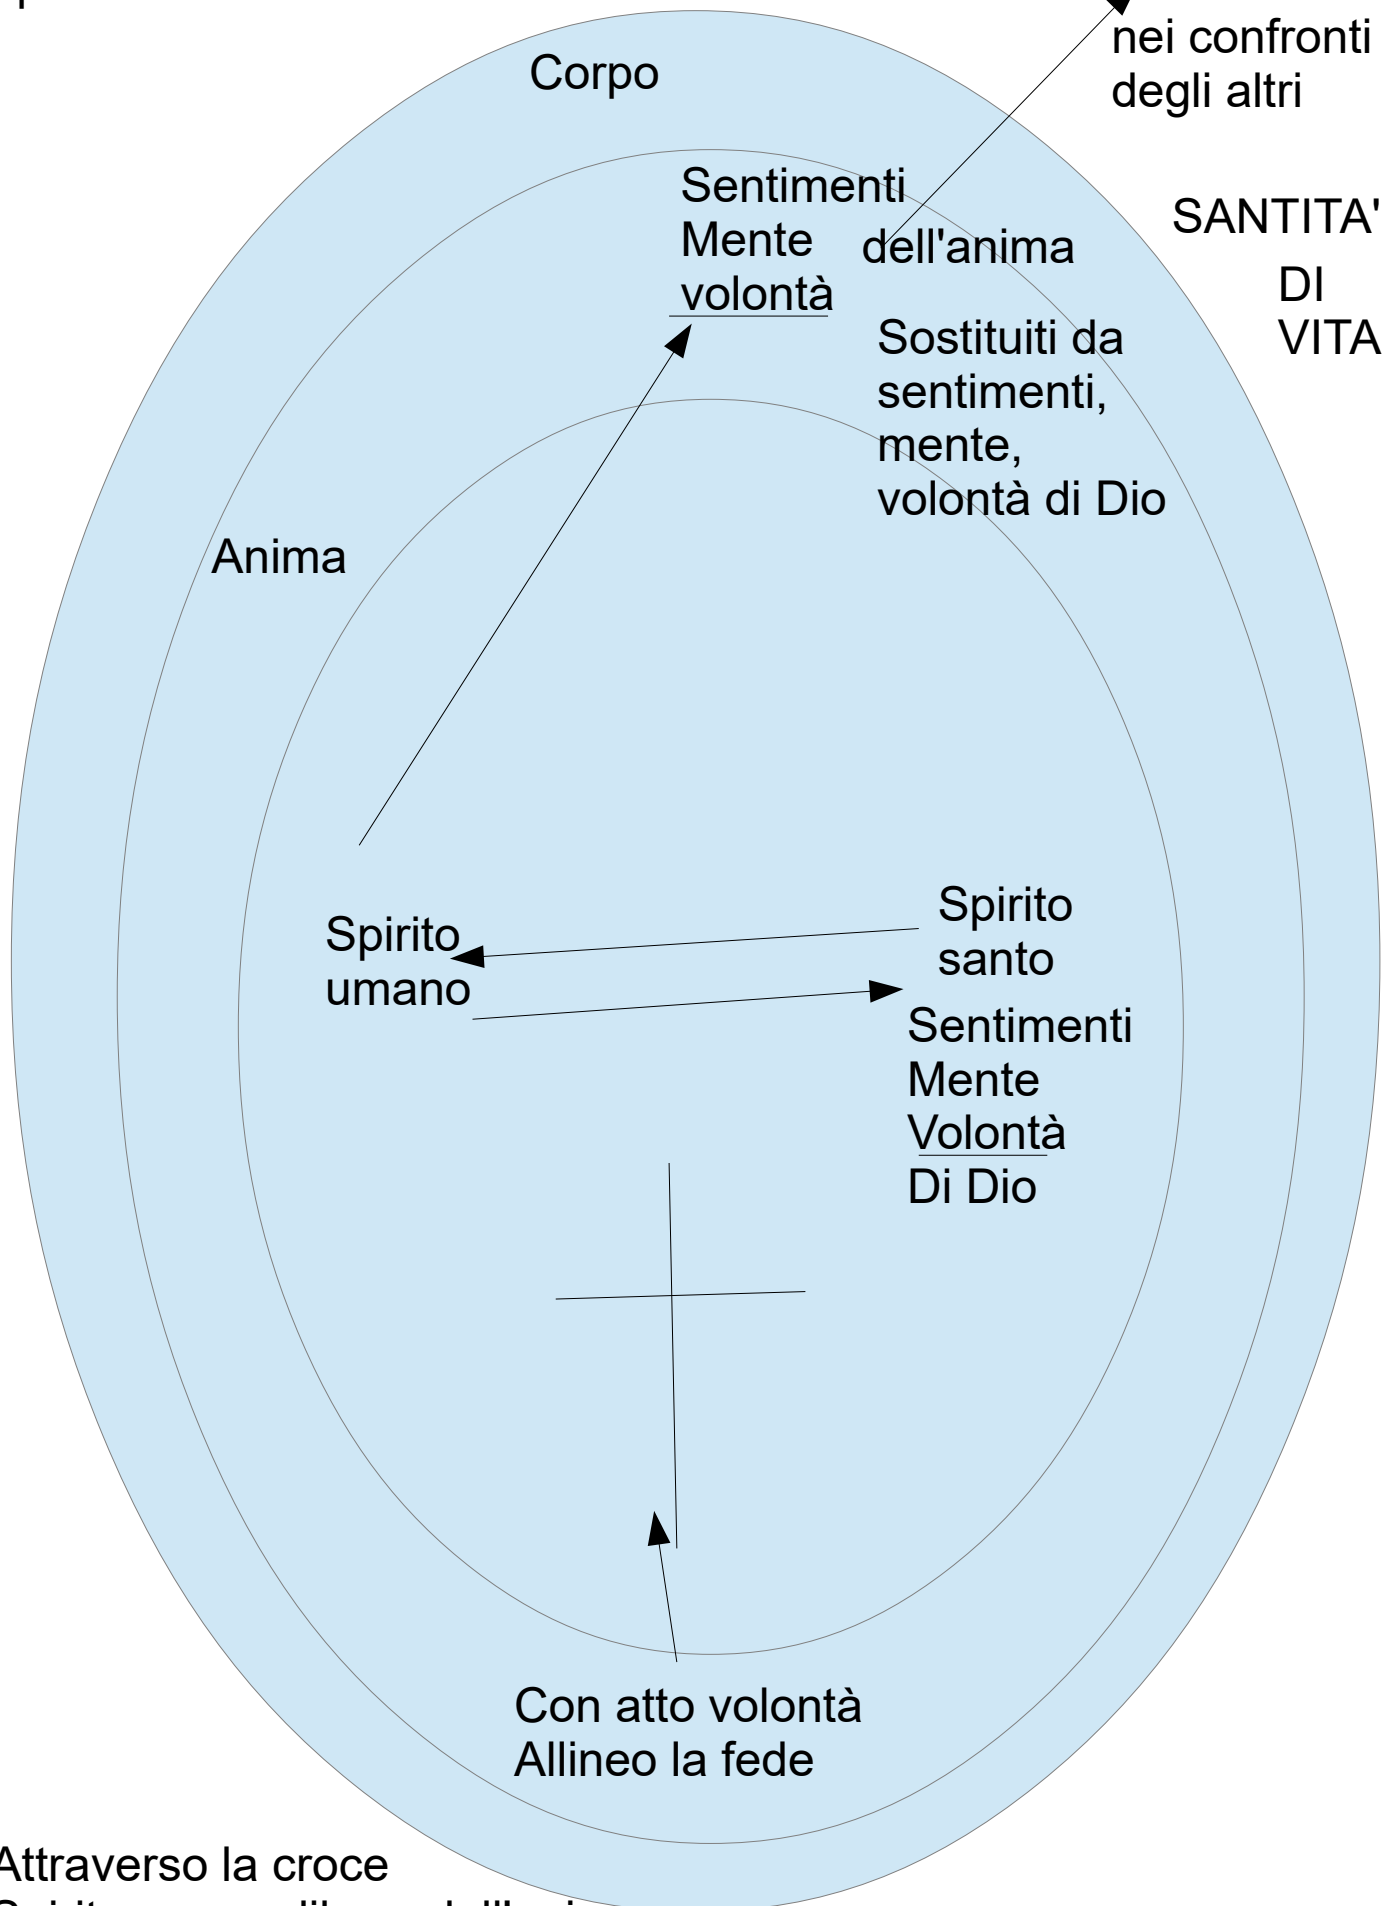 nei confronti
degli altri
Corpo
Sentimenti
Mente
volontà
dell'anima
SANTITA'
DI
VITA
Sostituiti da
sentimenti,
mente,
volontà di Dio
Anima
Spirito
umano
Spirito
santo
Sentimenti
Mente
Volontà
Di Dio
Con atto volontà
Allineo la fede
Attraverso la croce